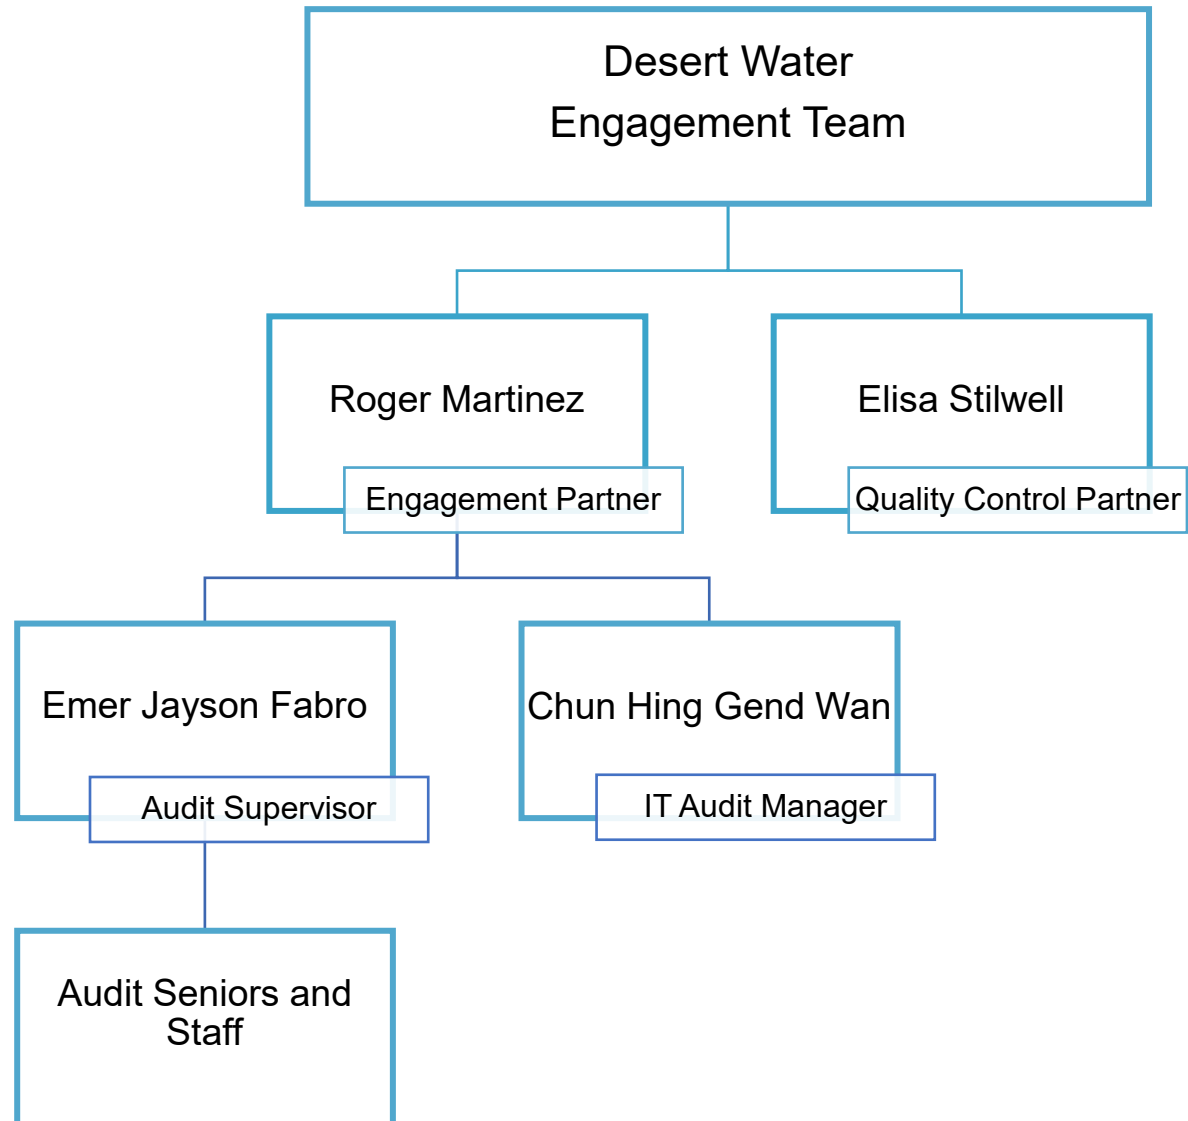 Desert Water
Engagement Team
Roger Martinez
Engagement Partner
Elisa Stilwell
Quality Control Partner
Emer Jayson Fabro
Audit Supervisor
Chun Hing Gend Wan
IT Audit Manager
Audit Seniors and
Staff